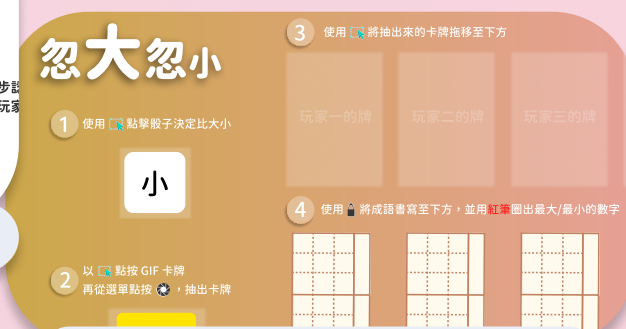 忽大忽小
步認
玩家
1 使用 點擊骰子決定比大小
小
2 以 點按 GIF 卡牌
再從選單點按 ，抽出卡牌
3 使用 將抽出來的卡牌拖移至下方
玩家一的牌
玩家二的牌
玩家三的牌
4 使用 將成語書寫至下方，並用紅筆圈出最大/最小的數字